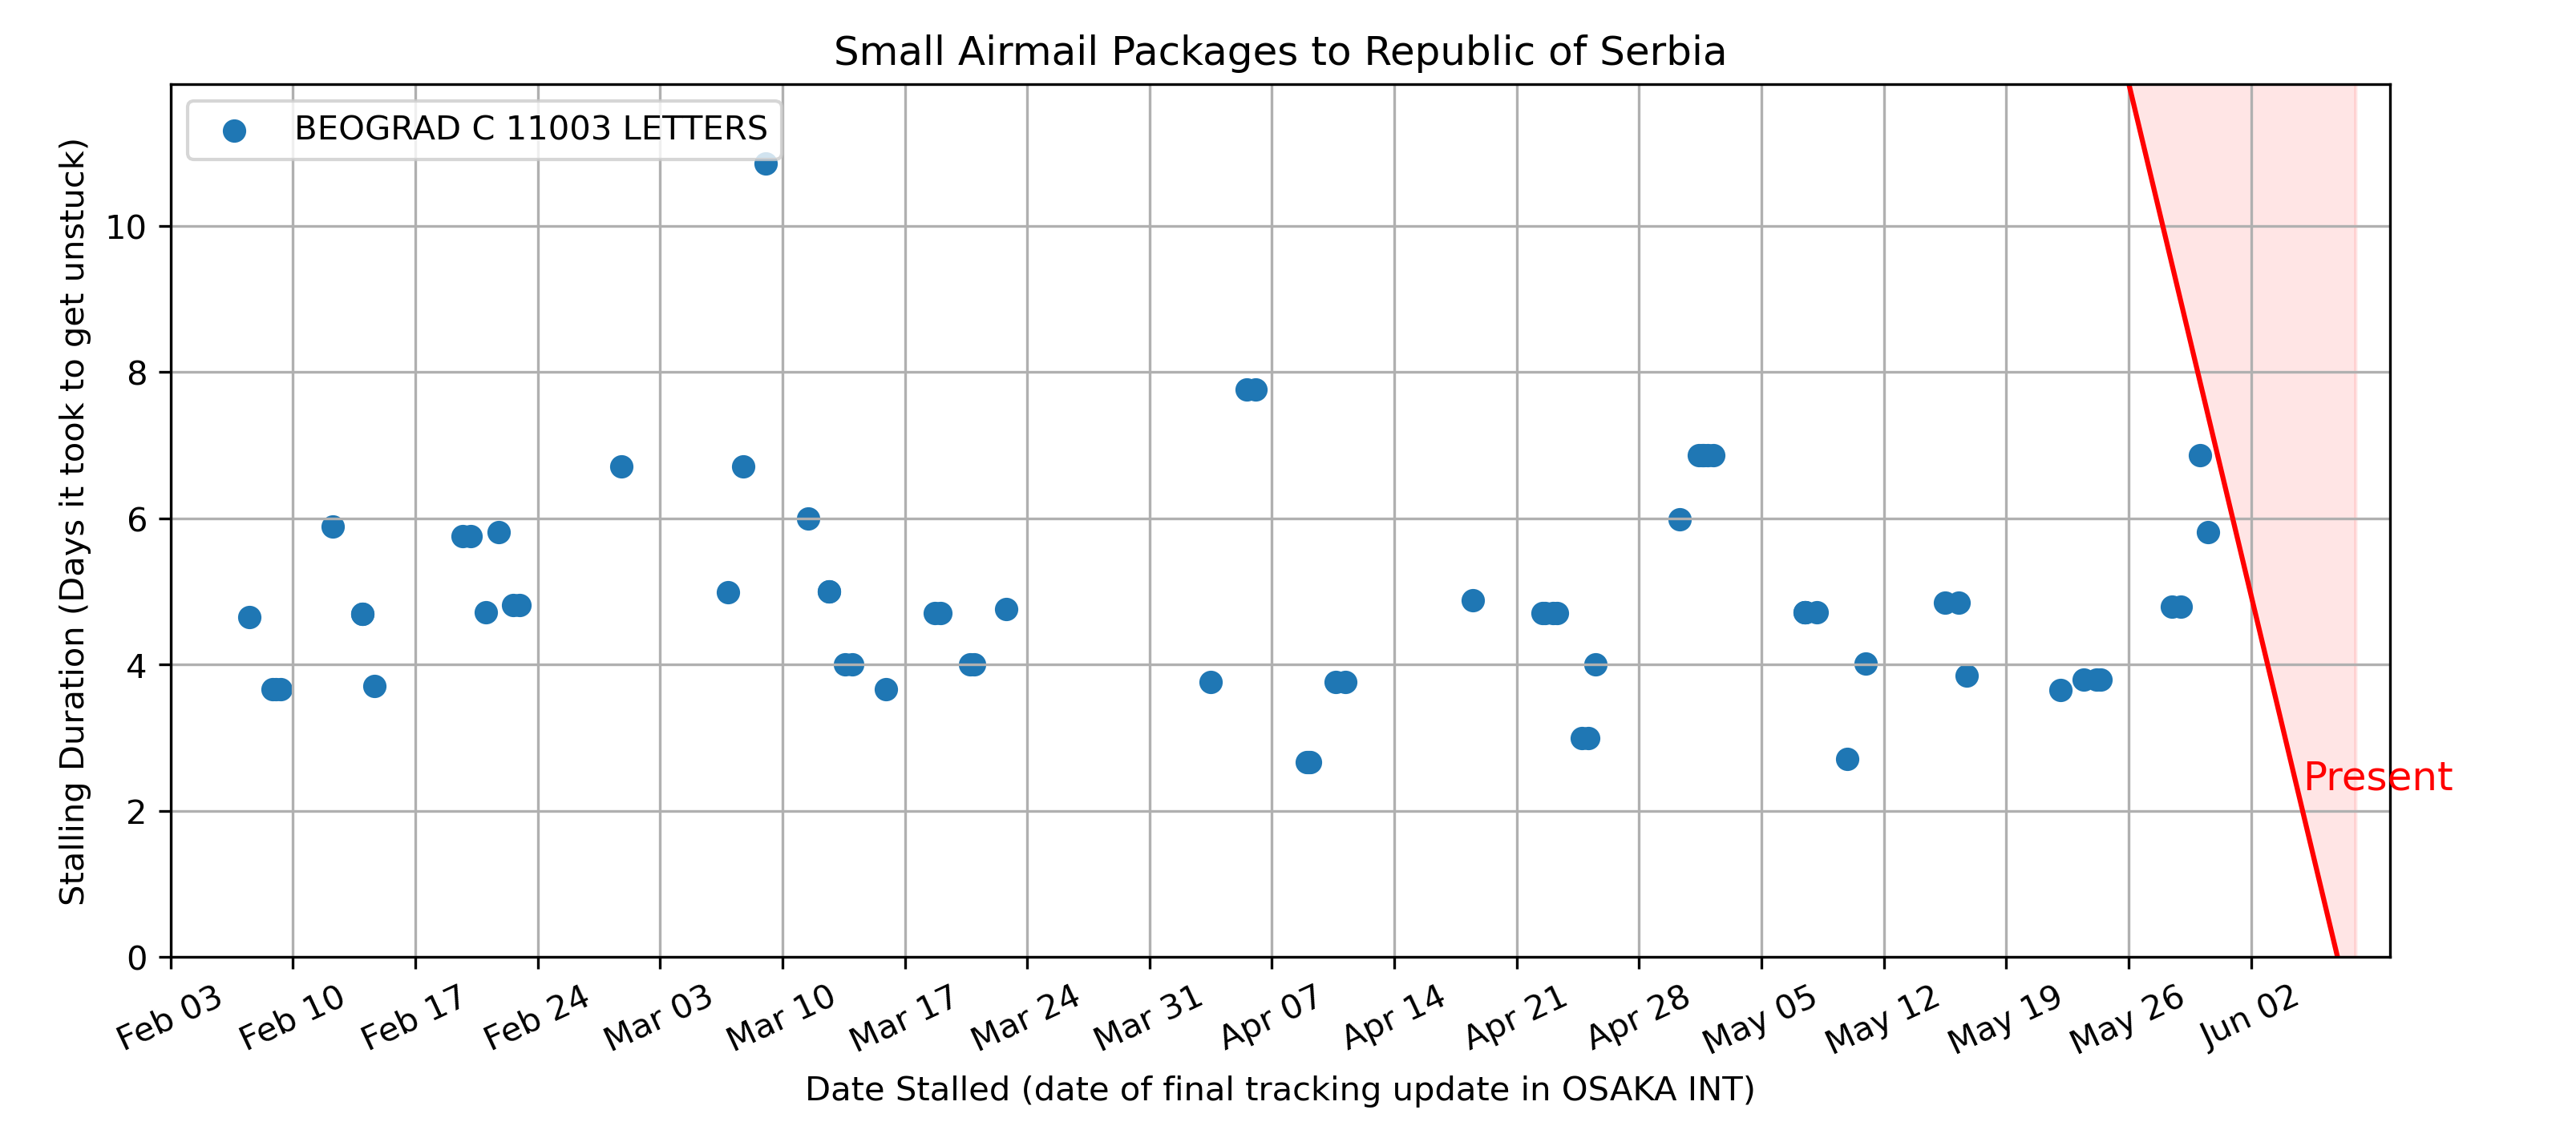 Small Airmail Packages to Republic of Serbia
BEOGRAD C 11003 LETTERS
Stalling Duration (Days it took to get unstuck)
10
8
6
4
2
0
Present
Feb 03
Feb 10
Feb 17
Feb 24
Mar 03
Mar 10
Mar 17
Mar 24
Mar 31
Apr 07
Apr 14
Apr 21
Apr 28
May 05
May 12
May 19
May 26
Jun 02
Date Stalled (date of final tracking update in OSAKA INT)